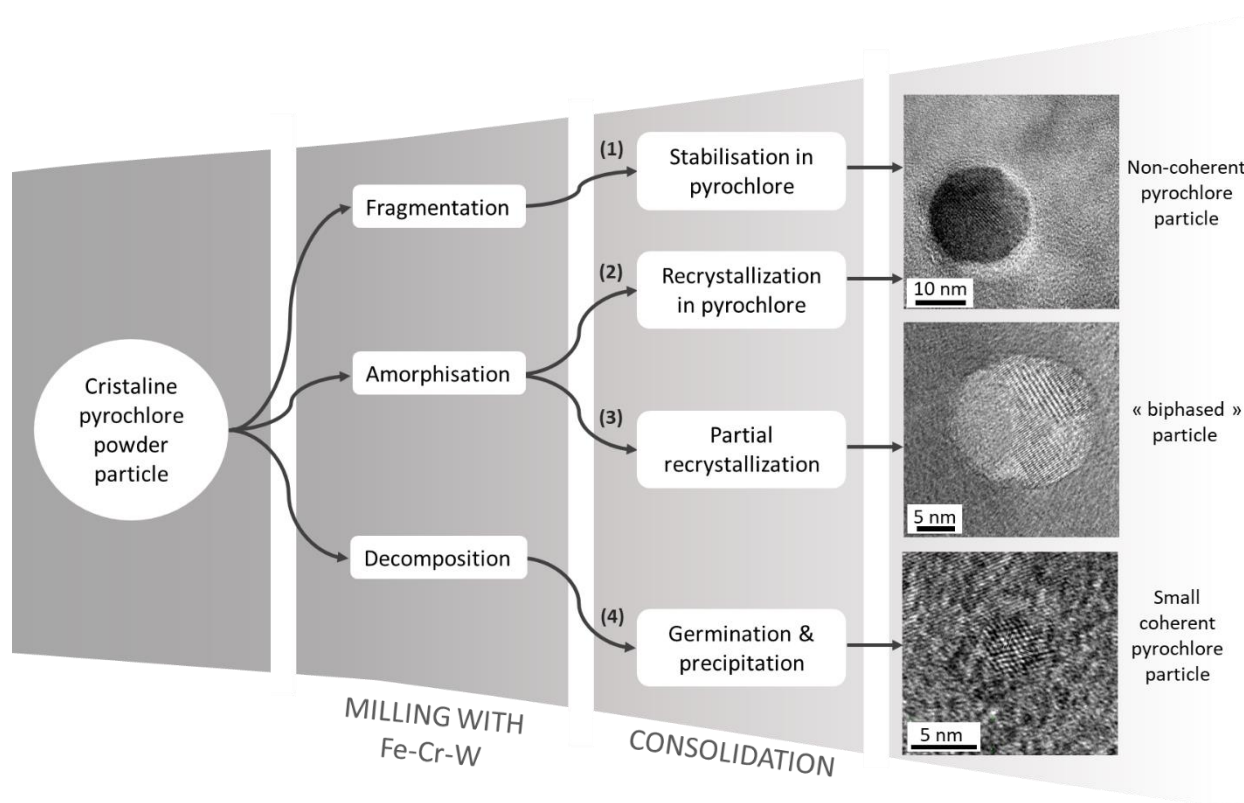 Cristaline
pyrochlore
powder
particle
Fragmentation
Amorphisation
Decomposition
MILLING WITH
Fe-Cr-W
(1)
Stabilisation in
pyrochlore
(2)
Recrystallization
in pyrochlore
(3)
Partial
recrystallization
(4)
Germination &
precipitation
CONSOLIDATION
10 nm
Non-coherent
pyrochlore
particle
5 nm
« biphased »
particle
5 nm
Small
coherent
pyrochlore
particle